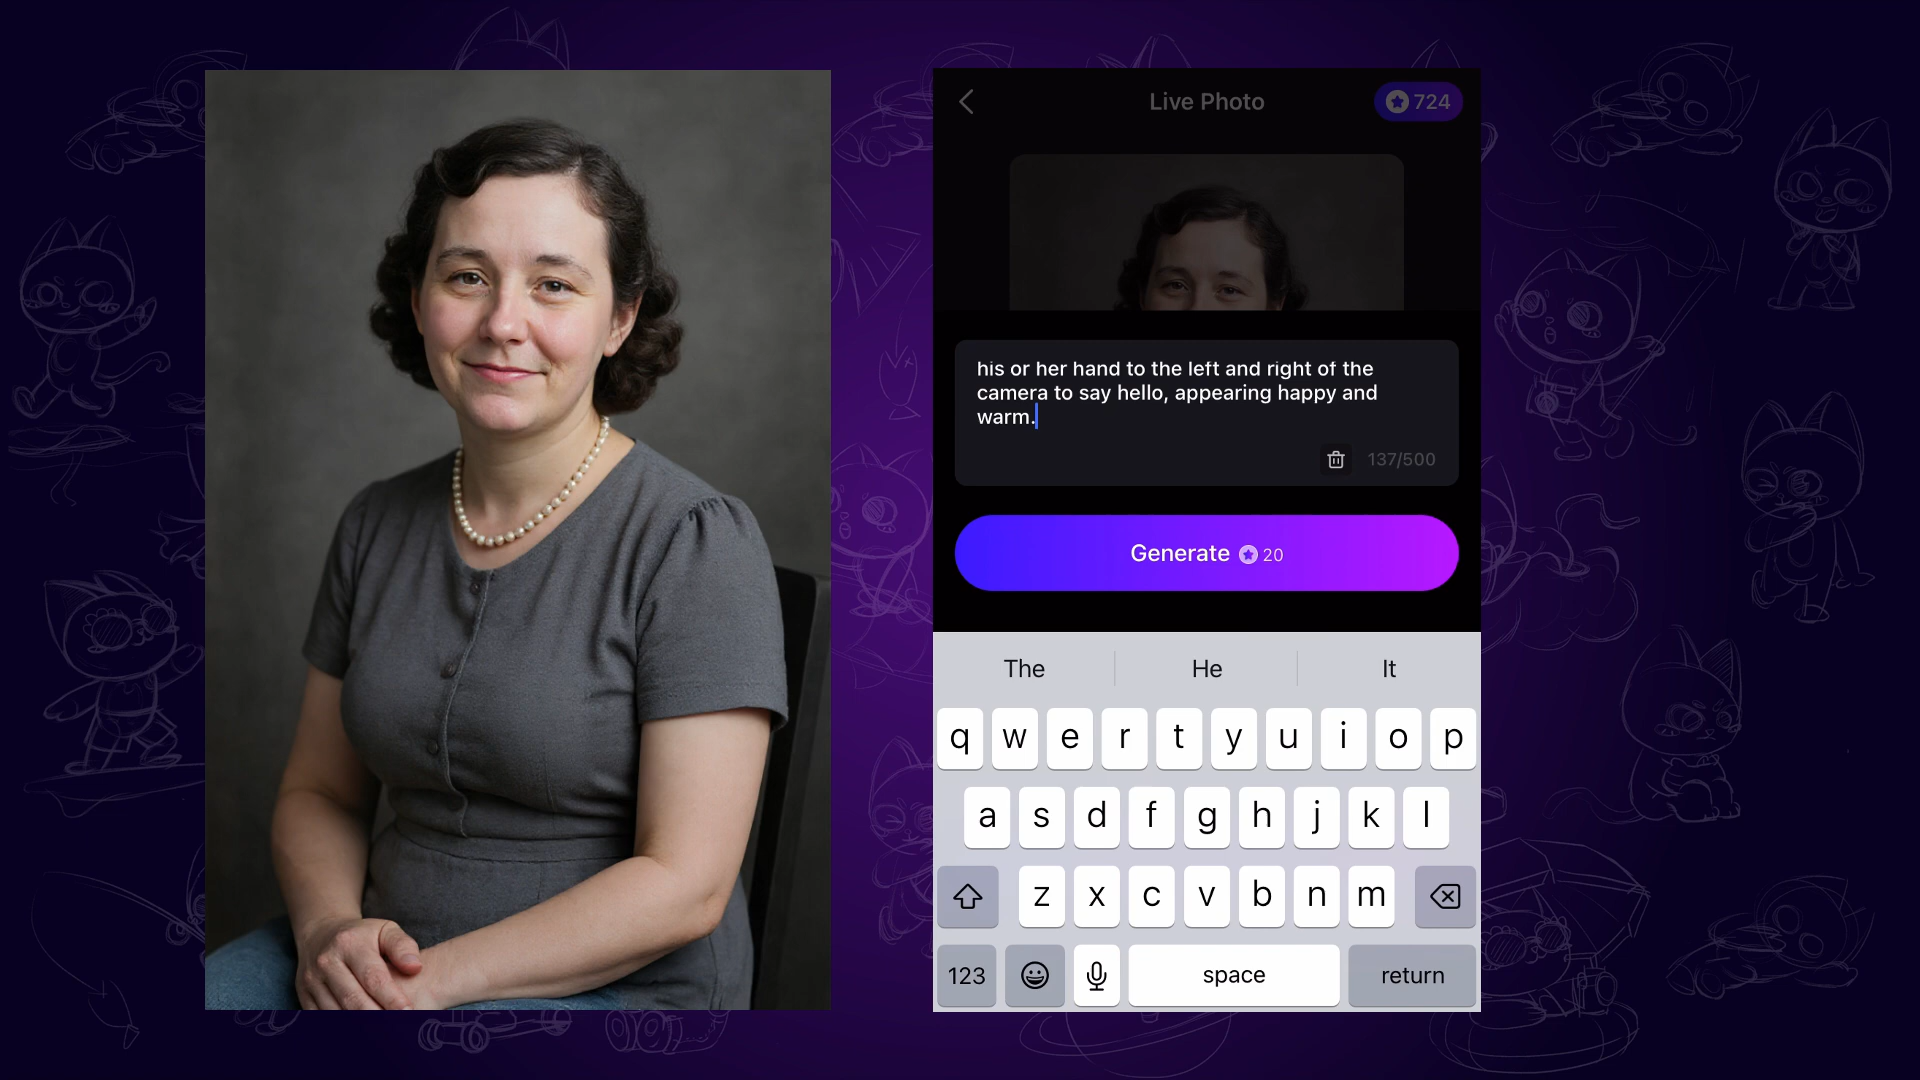 Live Photo
724
his or her hand to the left and right of the
camera to say hello, appearing happy and
warm.
137/500
Generate 20
The He It
q w e r t y u i o p
a s d f g h j k l
z x c v b n m
123 space return